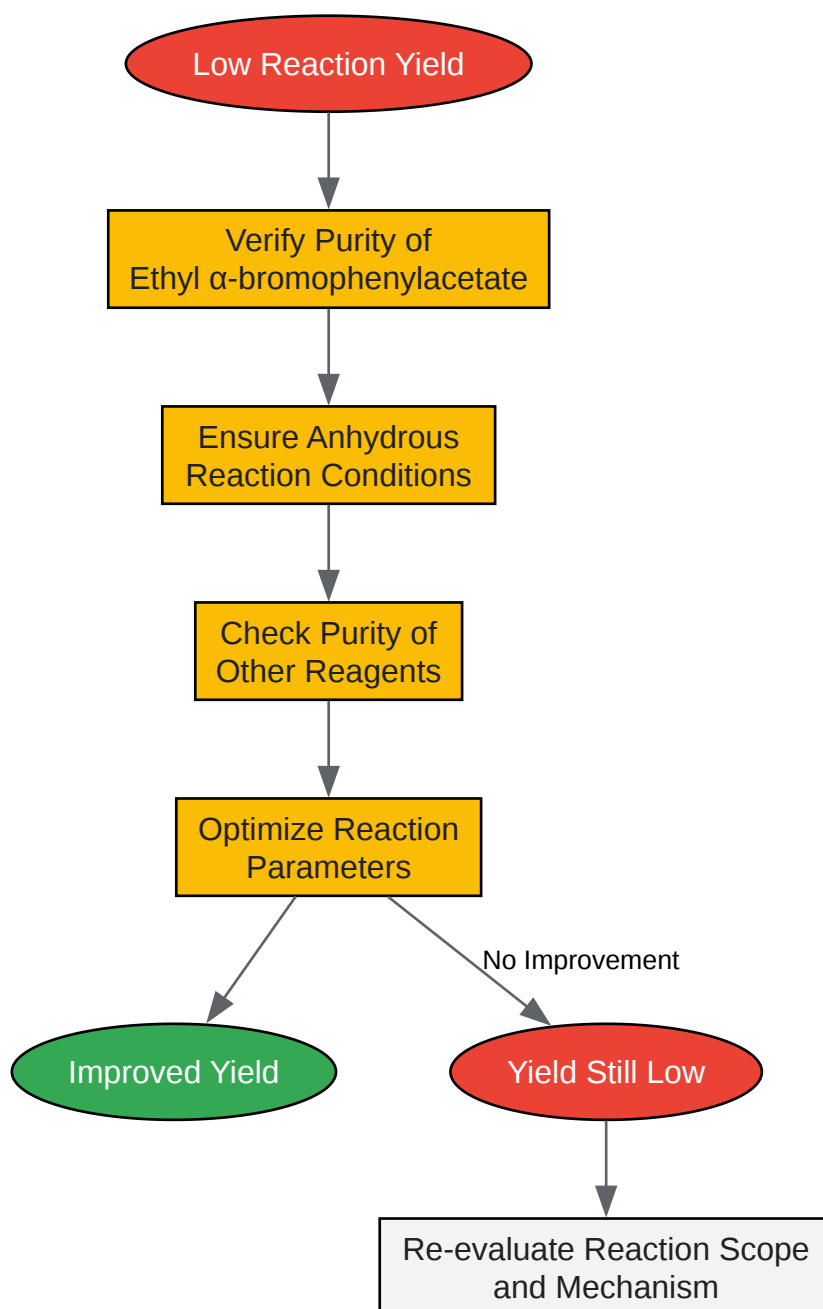 Low Reaction Yield
Verify Purity of
Ethyl α-bromophenylacetate
Ensure Anhydrous
Reaction Conditions
Check Purity of
Other Reagents
Optimize Reaction
Parameters
No Improvement
Improved Yield
Yield Still Low
Re-evaluate Reaction Scope
and Mechanism